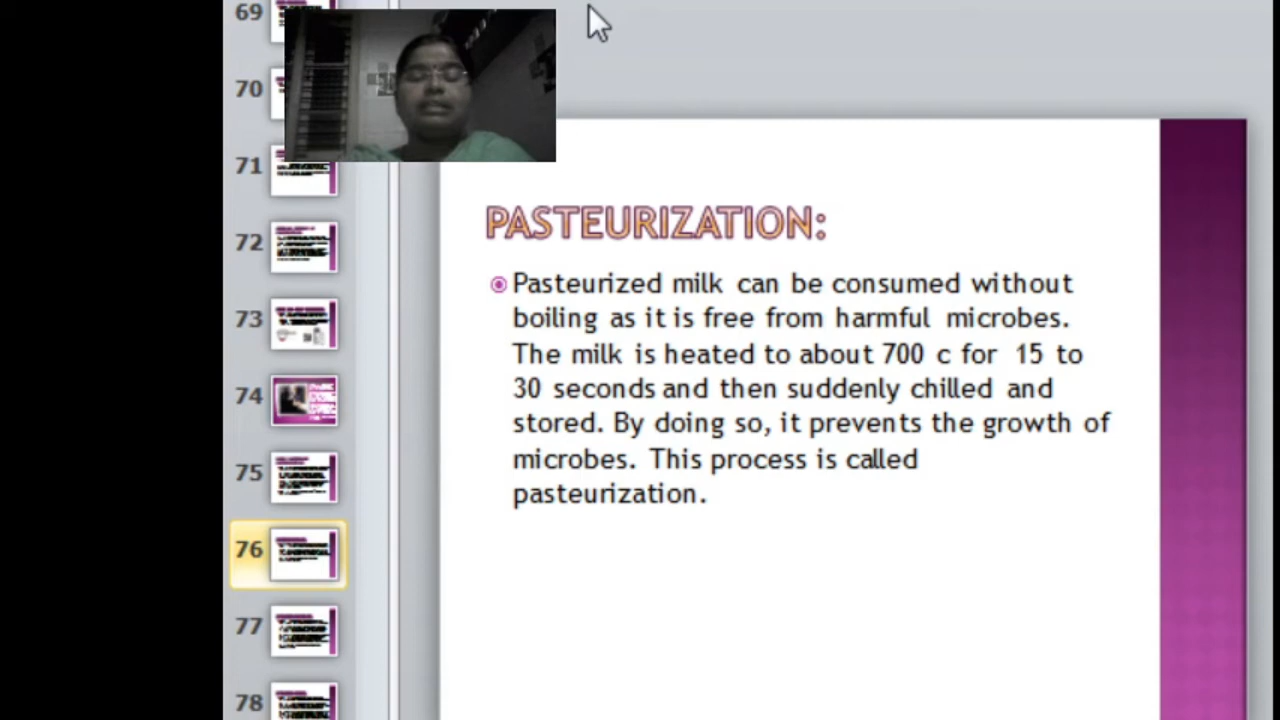 69
70
71
72
73
74
75
76
77
78
PASTEURIZATION:
Pasteurized milk can be consumed without
boiling as it is free from harmful microbes.
The milk is heated to about 700 c for 15 to
30 seconds and then suddenly chilled and
stored. By doing so, it prevents the growth of
microbes. This process is called
pasteurization.